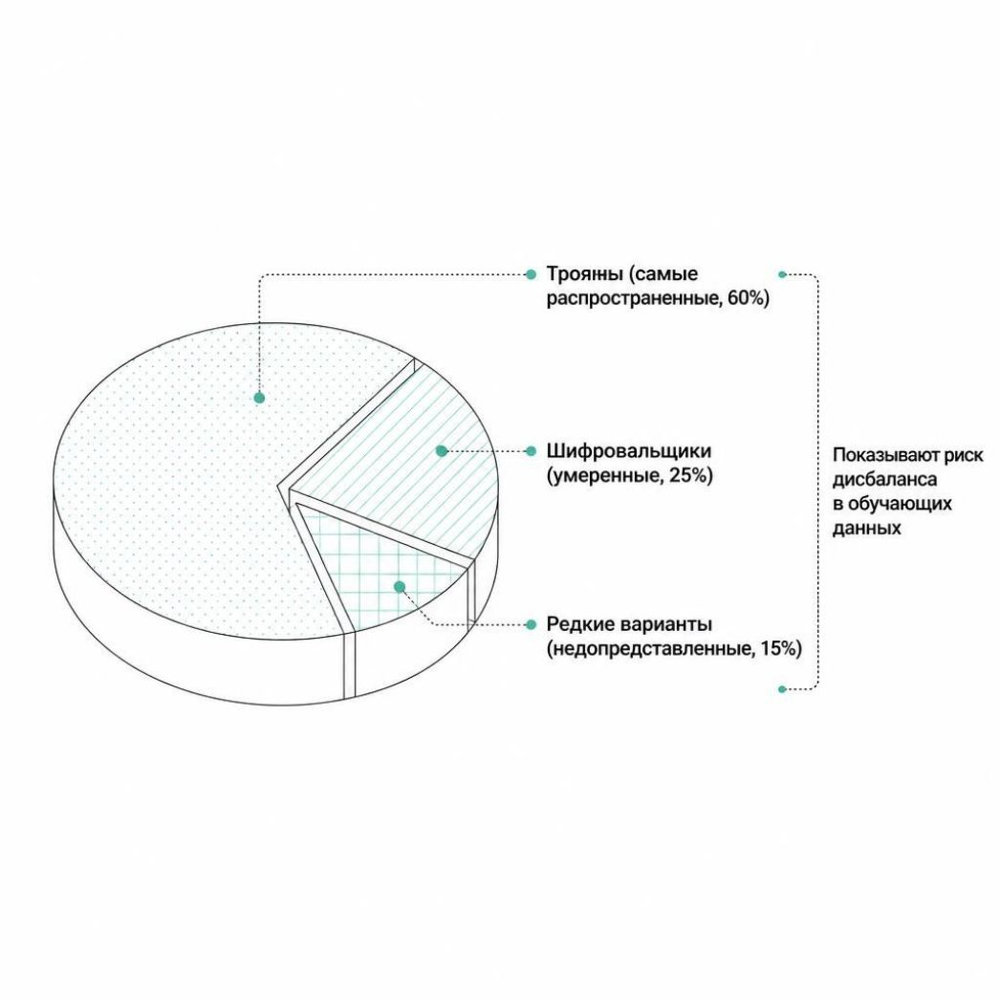 Трояны (самые
распространенные, 60%)
Шифровальщики
(умеренные, 25%)
Редкие варианты
(недопредставленные, 15%)
Показывают риск
дисбаланса
в обучающих
данных